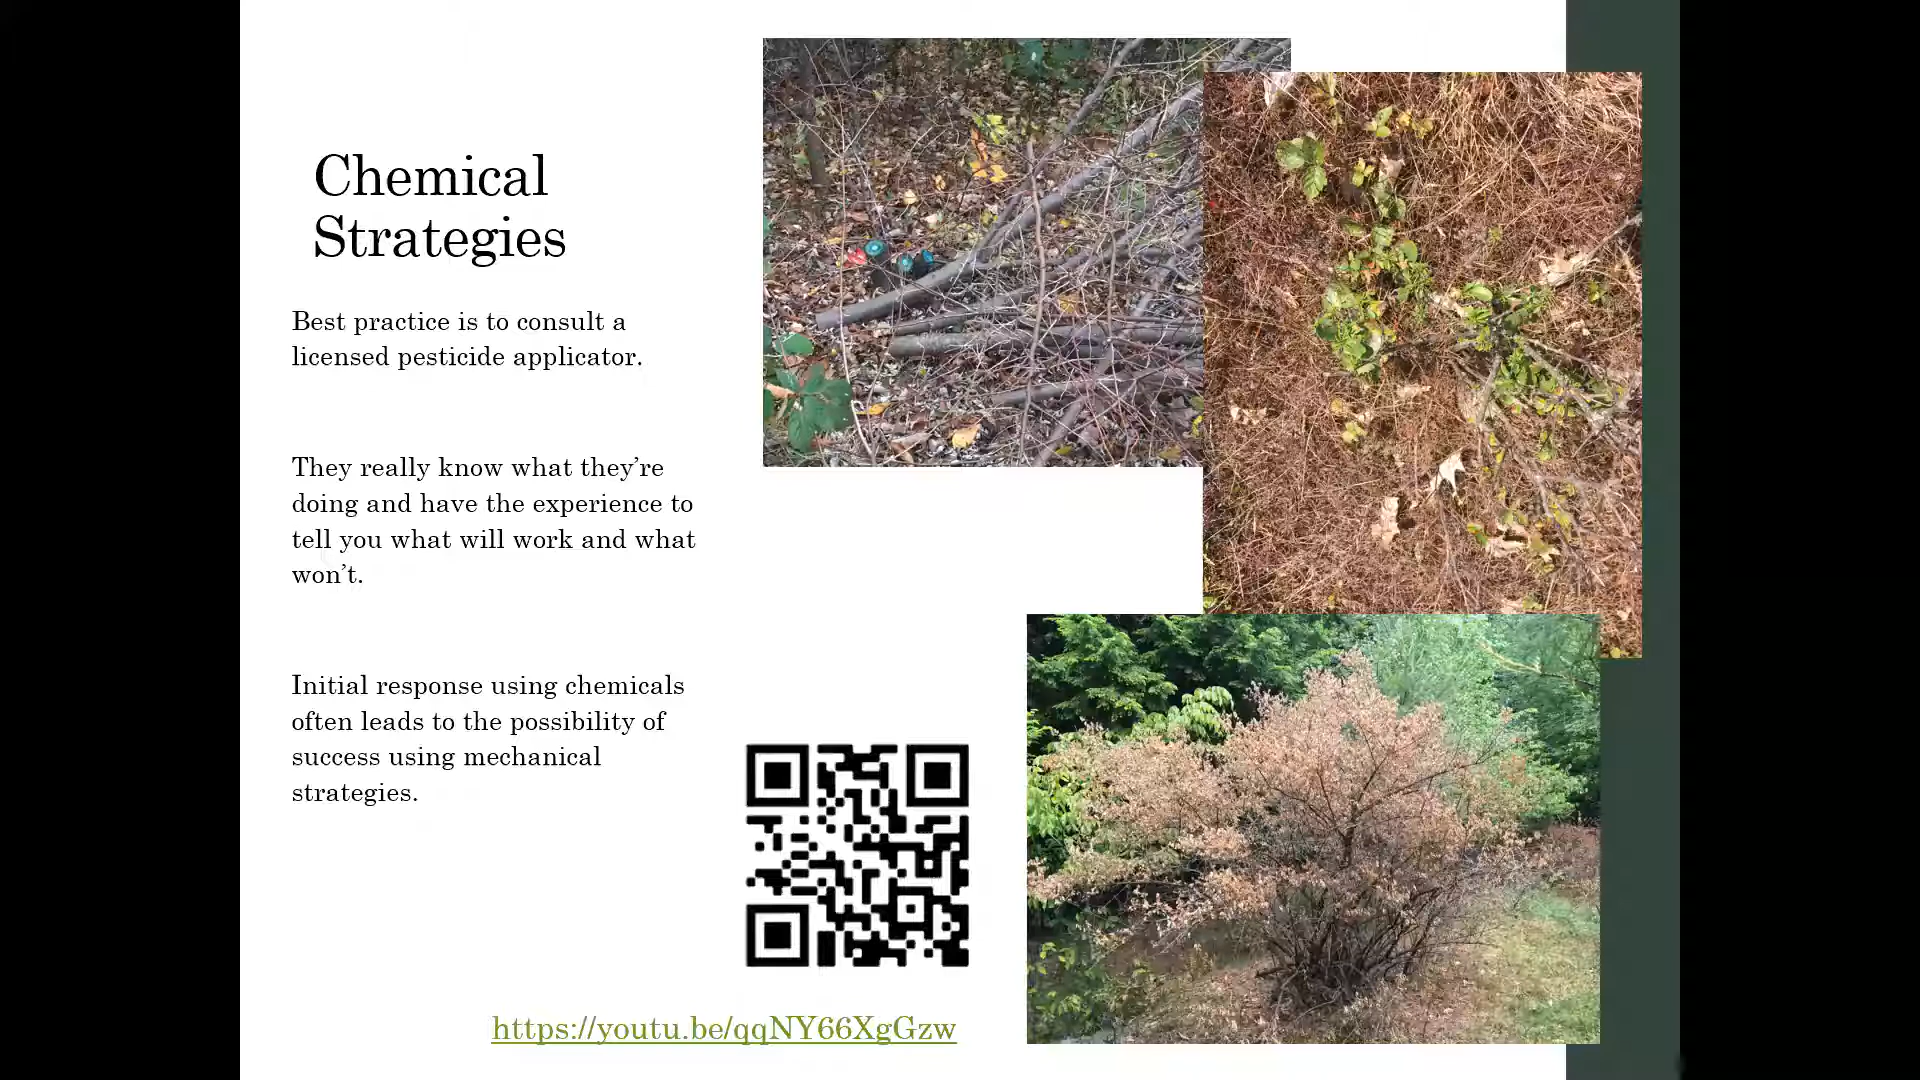 Chemical
Strategies
Best practice is to consult a
licensed pesticide applicator.
They really know what they’re
doing and have the experience to
tell you what will work and what
won’t.
Initial response using chemicals
often leads to the possibility of
success using mechanical
strategies.
https://youtu.be/qqNY66XgGzw